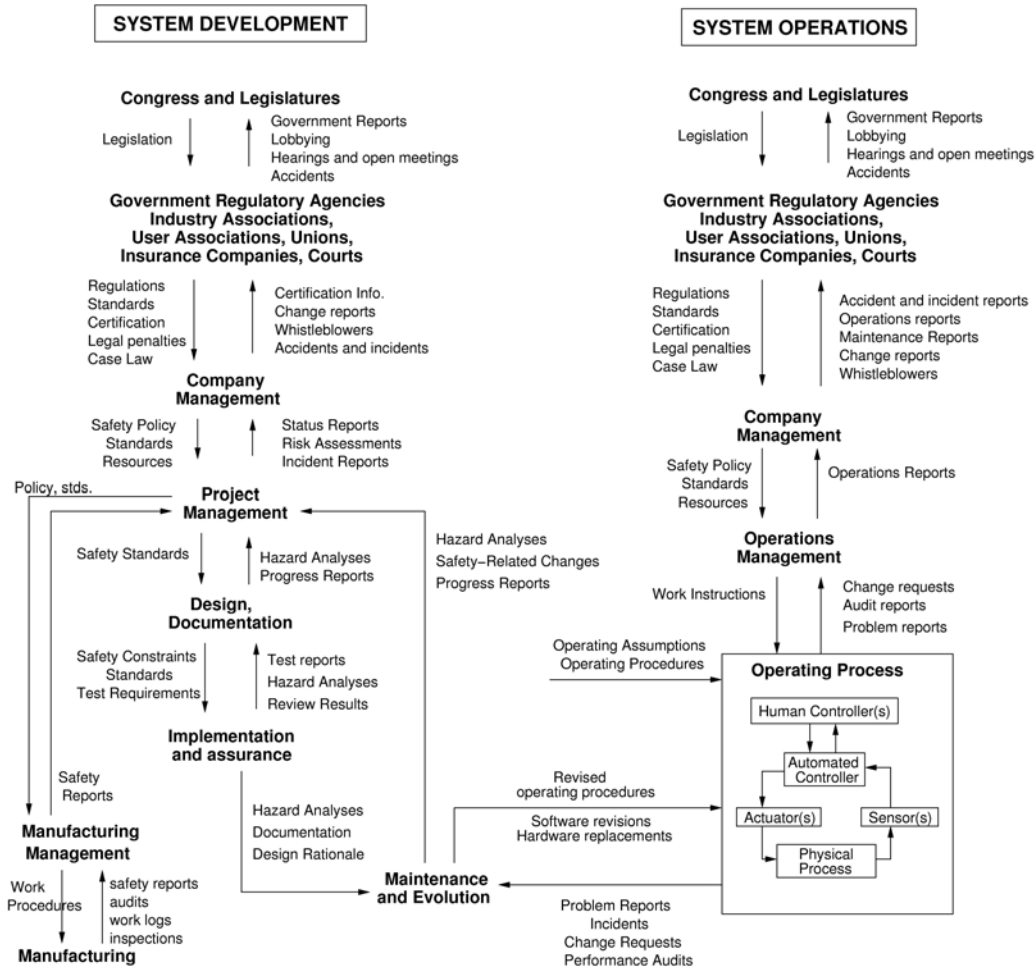 SYSTEM DEVELOPMENT
Congress and Legislatures
Legislation
Government Reports
Lobbying
Hearings and open meetings
Accidents
Government Regulatory Agencies
Industry Associations,
User Associations, Unions,
Insurance Companies, Courts
Regulations
Standards
Certification
Legal penalties
Case Law
Certification Info.
Change reports
Whistleblowers
Accidents and incidents
Company
Management
Safety Policy
Standards
Resources
Status Reports
Risk Assessments
Incident Reports
Policy, stds.
Project
Management
Safety Standards
Hazard Analyses
Progress Reports
Design,
Documentation
Safety Constraints
Standards
Test Requirements
Test reports
Hazard Analyses
Review Results
Implementation
and assurance
Safety
Reports
Manufacturing
Management
Work
Procedures
safety reports
audits
work logs
inspections
Manufacturing
Hazard Analyses
Documentation
Design Rationale
Maintenance
and Evolution
Hazard Analyses
Safety−Related Changes
Progress Reports
SYSTEM OPERATIONS
Congress and Legislatures
Legislation
Government Reports
Lobbying
Hearings and open meetings
Accidents
Government Regulatory Agencies
Industry Associations,
User Associations, Unions,
Insurance Companies, Courts
Regulations
Standards
Certification
Legal penalties
Case Law
Accident and incident reports
Operations reports
Maintenance Reports
Change reports
Whistleblowers
Company
Management
Safety Policy
Standards
Resources
Operations Reports
Operations
Management
Work Instructions
Change requests
Audit reports
Problem reports
Operating Assumptions
Operating Procedures
Operating Process
Human Controller(s)
Automated
Controller
Actuator(s)
Sensor(s)
Physical
Process
Revised
operating procedures
Software revisions
Hardware replacements
Problem Reports
Incidents
Change Requests
Performance Audits